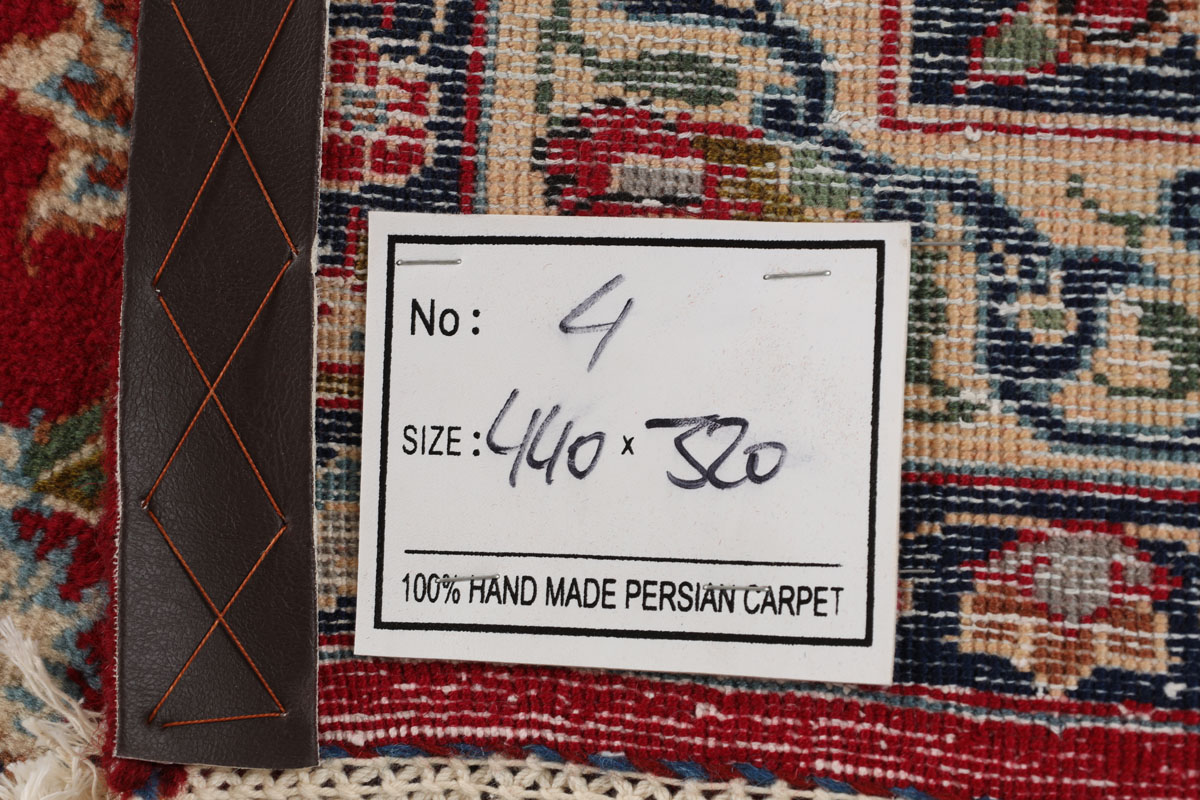 No: 4
SIZE: 440 x 320
100% HAND MADE PERSIAN CARPET